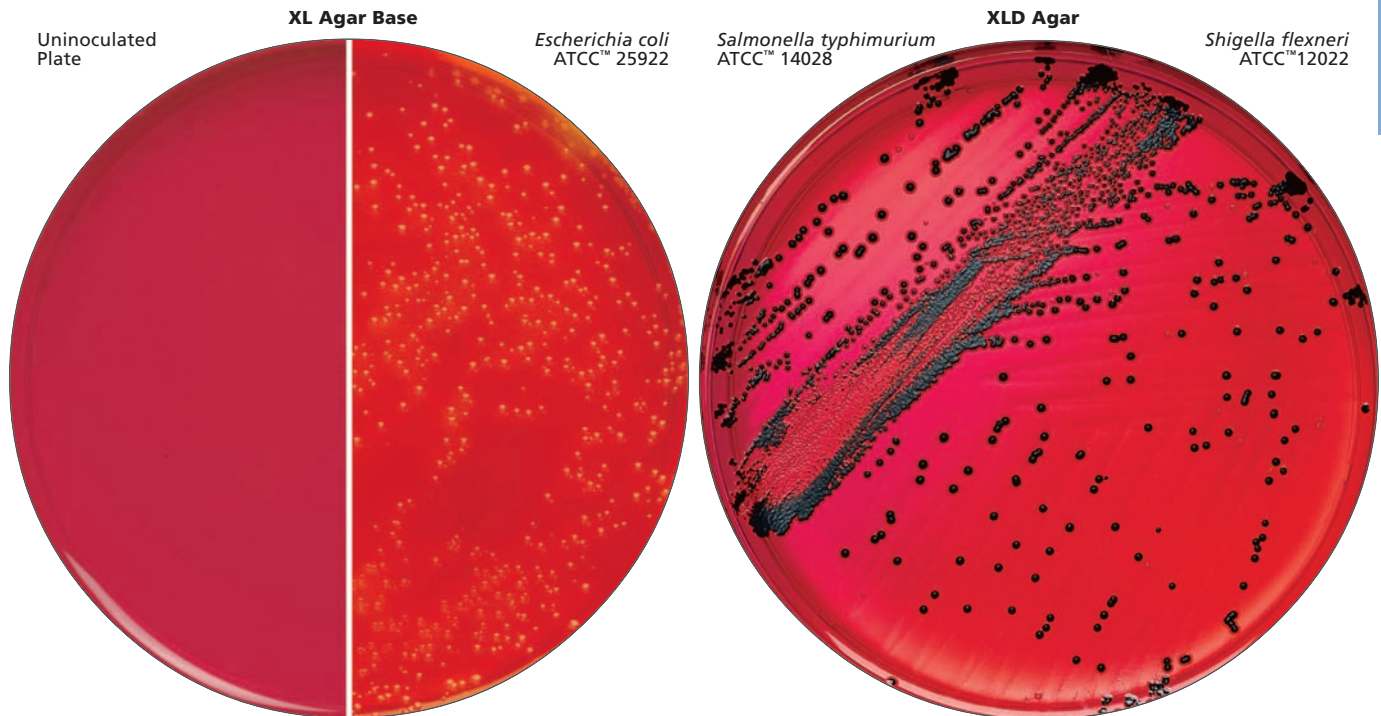 XL Agar Base
Uninoculated
Plate
Escherichia coli
ATCC™ 25922
XLD Agar
Salmonella typhimurium
ATCC™ 14028
Shigella flexneri
ATCC™12022